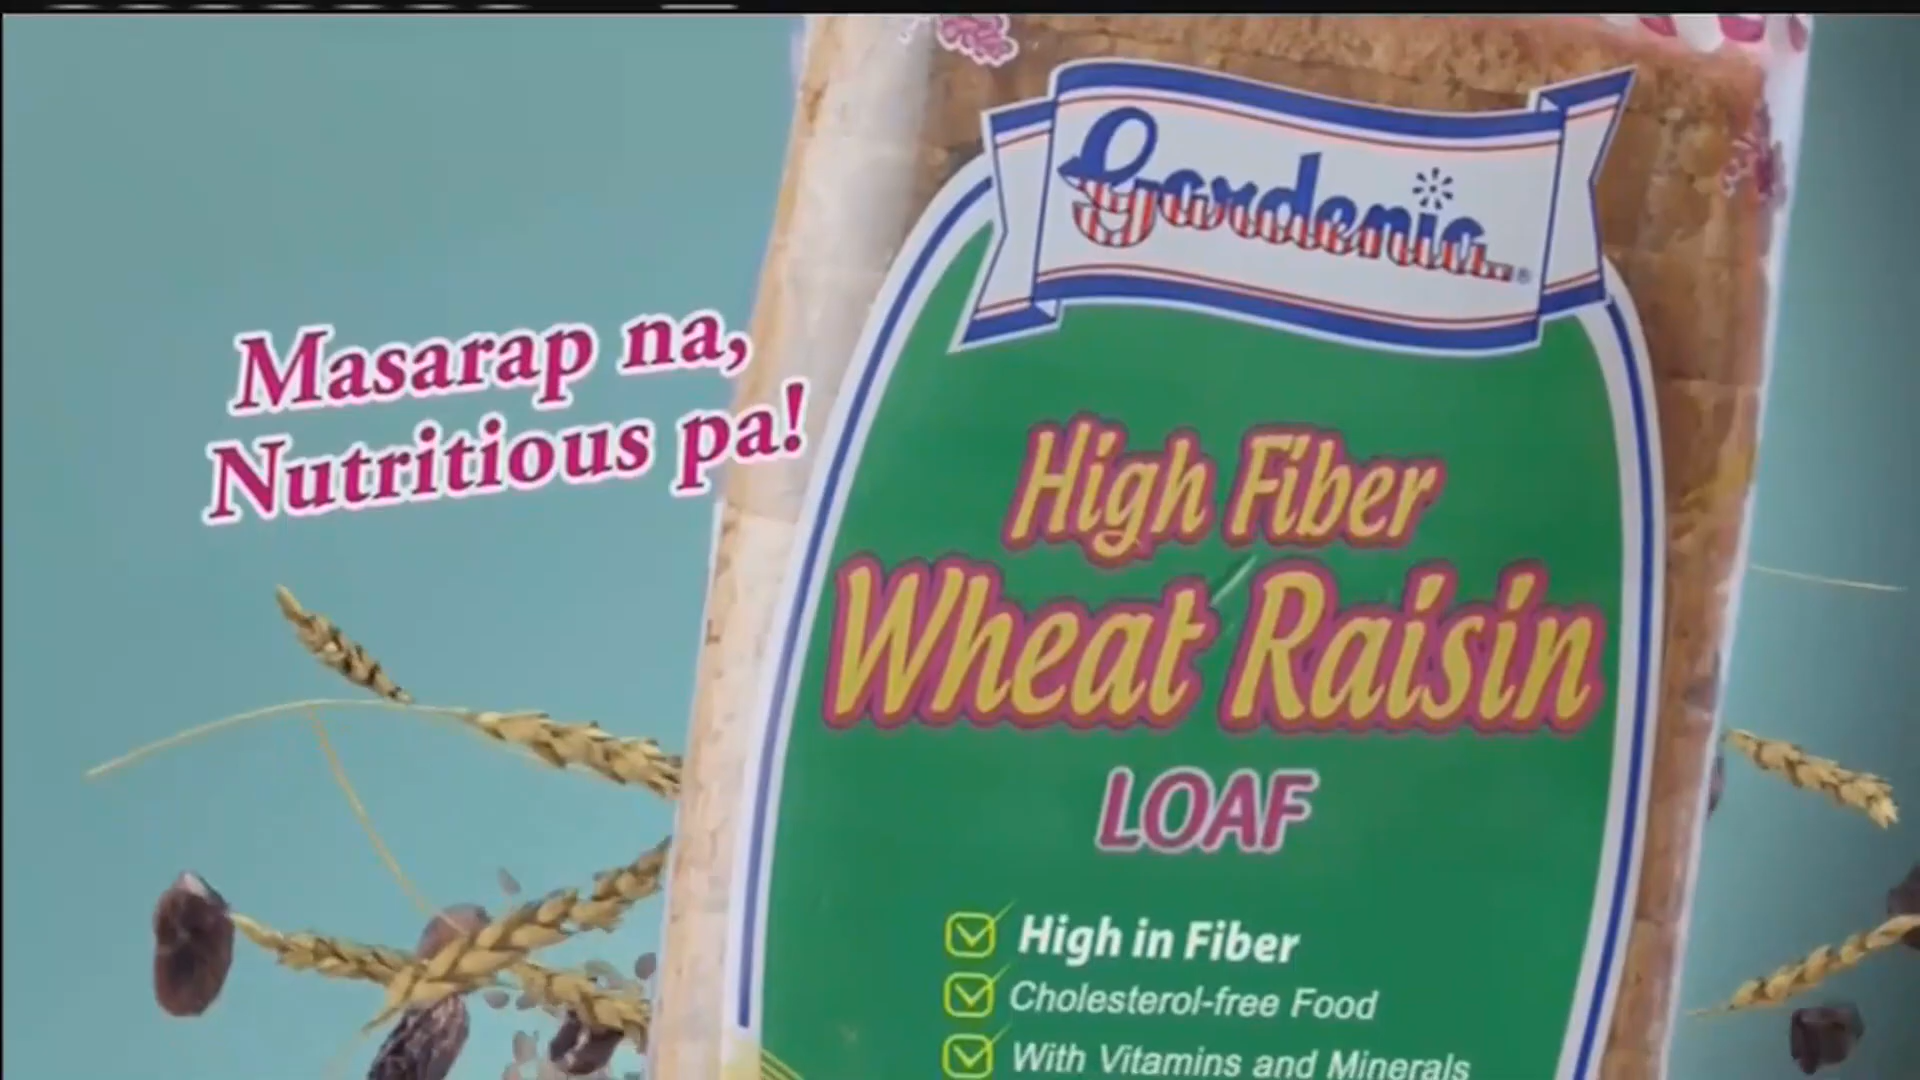 Gardenia®
Masarap na,
Nutritious pa!
High Fiber
Wheat Raisin
LOAF
High in Fiber
Cholesterol-free Food
With Vitamins and Minerals